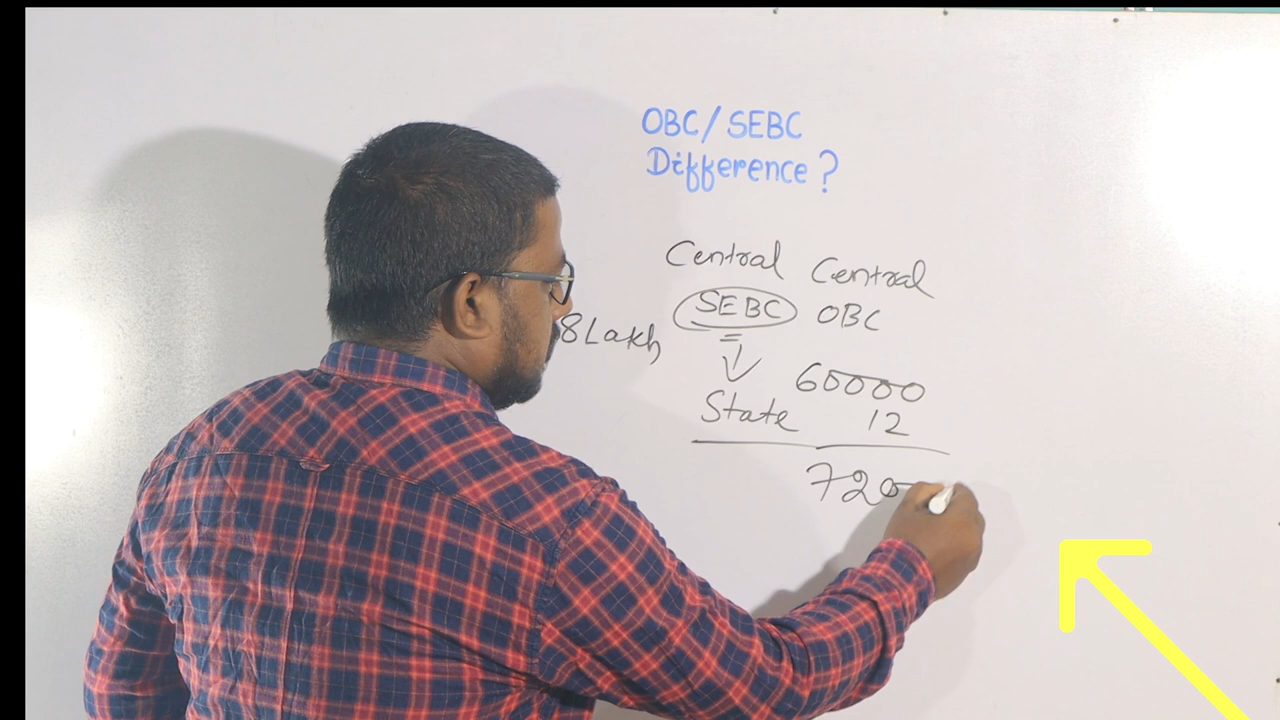 OBC/SEBC
Difference?
Central Central
SEBC OBC
8 Lakh
60000
State 12
720